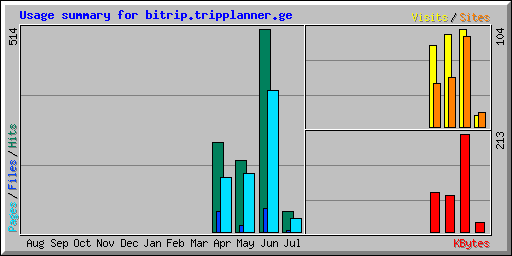 Usage summary for bitrip.tripplanner.ge
Visits / Sites
514
104
213
Pages / Files / Hits
Aug Sep Oct Nov Dec Jan Feb Mar Apr May Jun Jul
KBytes